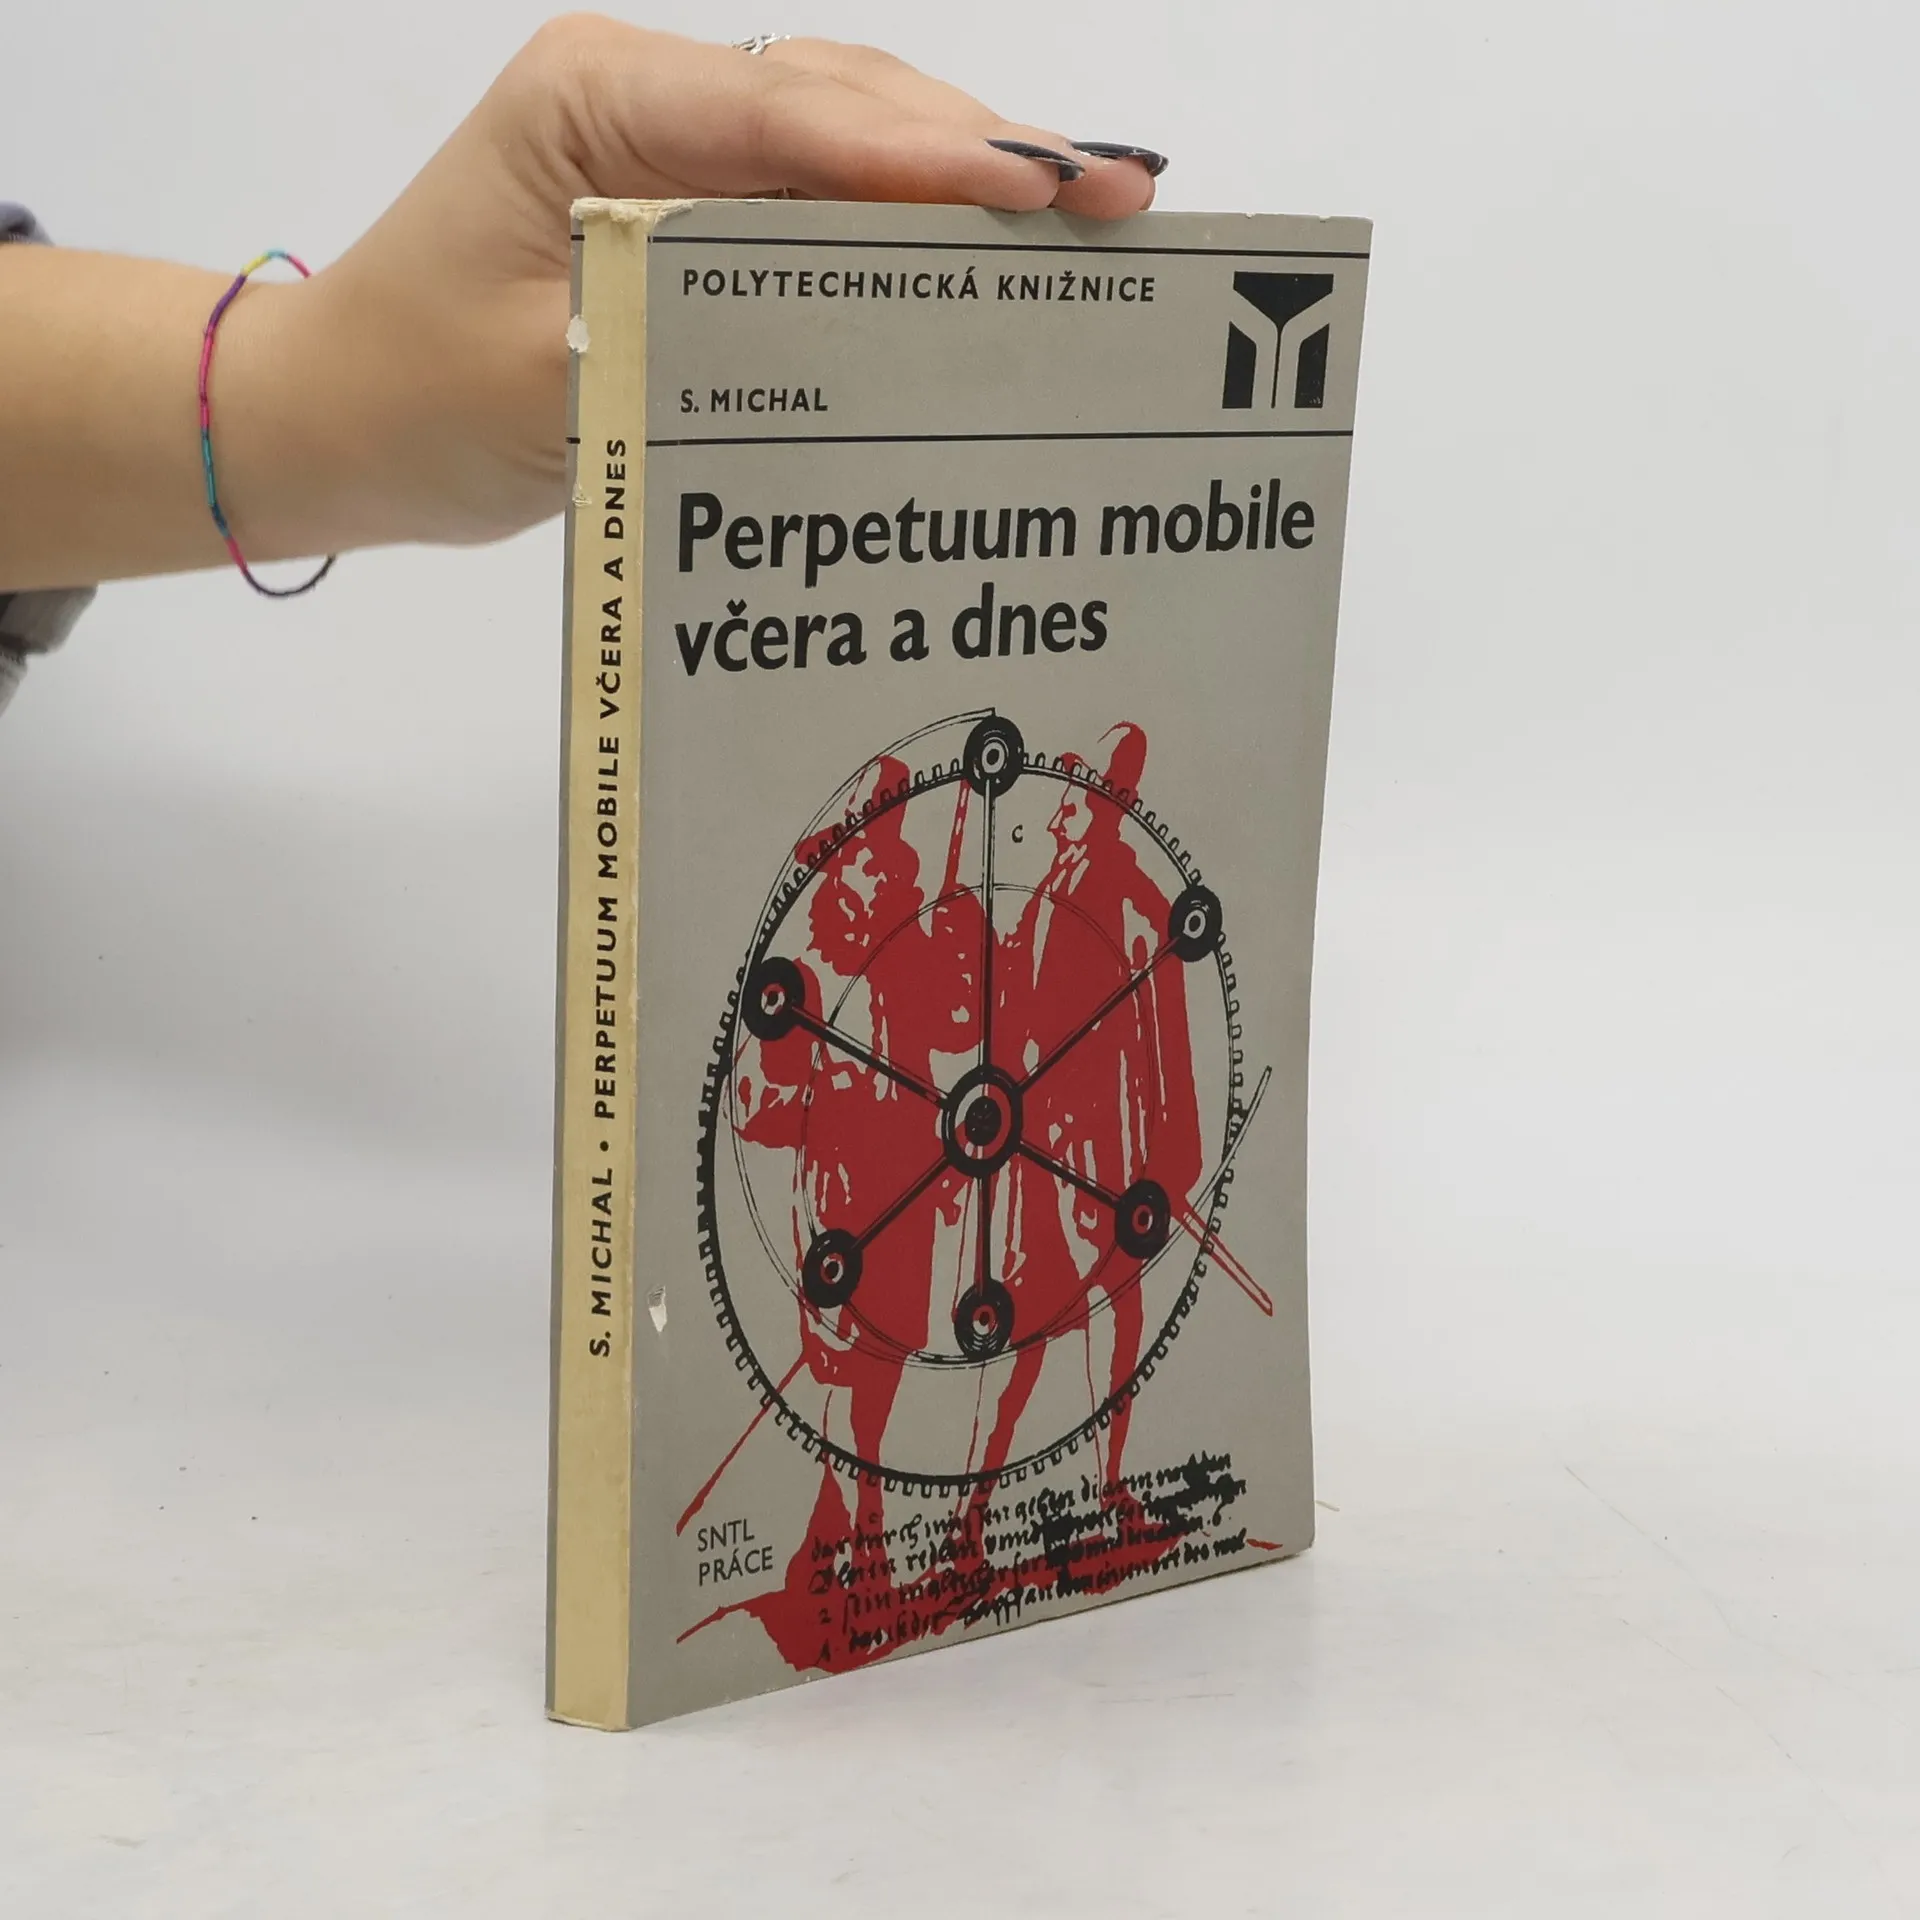 POLYTECHNICKÁ KNIŽNICE
S. MICHAL
Perpetuum mobile
včera a dnes
C
SNTL
PRÁCE
S. MICHAL • PERPETUUM MOBILE VČERA A DNES